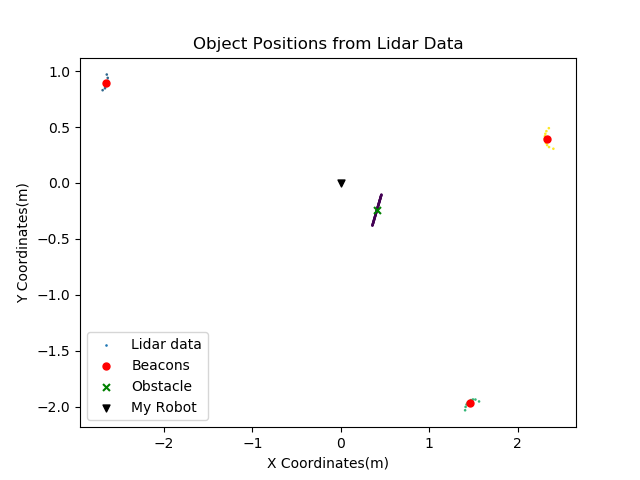 Object Positions from Lidar Data
1.0
0.5
0.0
−0.5
−1.0
−1.5
−2.0
Y Coordinates(m)
Lidar data
Beacons
Obstacle
My Robot
−2
−1
0
1
2
X Coordinates(m)